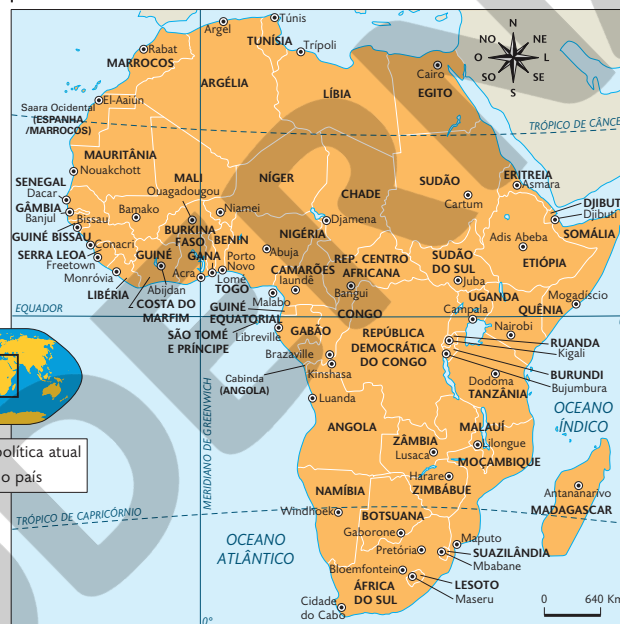 Túnis
Argel
TUNÍSIA
Trípoli
Rabat
MARROCOS
ARGÉLIA
LÍBIA
Cairo
EGITO
N
NO
NE
O
L
SO
SE
S
El-Aaiún
Saara Ocidental
(ESPANHA
/MARROCOS)
TRÓPICO DE CÂNCE
MAURITÂNIA
Nouakchott
MALI
NÍGER
CHADE
SUDÃO
Cartum
ERITREIA
Asmara
SENEGAL
Dacar
GÂMBIA
Banjul
Bissau
GUINÉ BISSAU
Bamako
Ouagadougou
BURKINA
FASO
Niamei
Djamena
DJIBUT
Djibuti
SOMÁLIA
Adis Abeba
ETIÓPIA
Conacri
SERRA LEOA
Freetown
GUINÉ
Monróvia
LIBÉRIA
Abijdan
COSTA DO
MARFIM
GANA
Acra
BENIN
Porto
Novo
Lomé
TOGO
NIGÉRIA
Abuja
CAMARÕES
Iaundê
REP. CENTRO
AFRICANA
Bangui
SUDÃO
DO SUL
Juba
UGANDA
Campala
QUÊNIA
Nairobi
Mogadíscio
EQUADOR
Malabo
GUINÉ
EQUATORIAL
SÃO TOMÉ
E PRÍNCIPE
Libreville
GABÃO
CONGO
REPÚBLICA
DEMOCRÁTICA
DO CONGO
Brazaville
Kinshasa
Cabinda
(ANGOLA)
RUANDA
Kigali
BURUNDI
Bujumbura
Dodoma
TANZÂNIA
Luanda
ANGOLA
OCEANO
ÍNDICO
MERIDIANO DE GREENWICH
ZÂMBIA
Lusaca
MALAUÍ
Lilongue
MOÇAMBIQUE
Harare
ZIMBÁBUE
Antananarivo
MADAGASCAR
olítica atual
o país
NAMÍBIA
Windhoek
BOTSUANA
Gaborone
TRÓPICO DE CAPRICÓRNIO
OCEANO
ATLÂNTICO
Pretória
Maputo
SUAZILÂNDIA
Mbabane
Bloemfontein
LESOTO
Maseru
ÁFRICA
DO SUL
Cidade
do Cabo
0°
0
640 Km